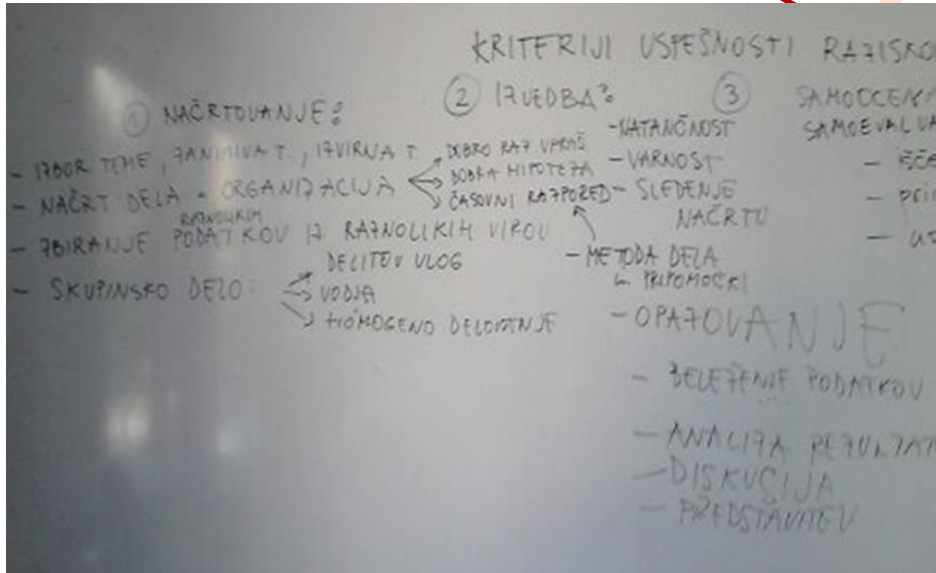 KRITERIJI USPEŠNOSTI RAZISKO
① NAČRTOVANJE:
- IZBOR TEME, ZANIMIVA T., IZVIRNA T.
- NAČRT DELA - ORGANIZACIJA
DOBRO RAZ. VPRAŠ.
DOBRA HIPOTEZA
ČASOVNI RAZPORED
- ZBIRANJE PODATKOV IZ RAZNOLIKIH VIROV
RAZNOLIKIH
- SKUPINSKO DELO:
DELITEV VLOG
VODJA
HOMOGENO DELOVANJE
② IZVEDBA:
- NATANČNOST
- VARNOST
- SLEDENJE
NAČRTU
- METODA DELA
PRIPOMOČKI
- OPAZOVANJE
- BELEŽENJE PODATKOV
- ANALIZA REZULTAT
- DISKUSIJA
- PREDSTAVITEV
③ SAMOOCENA
SAMOEVALVA